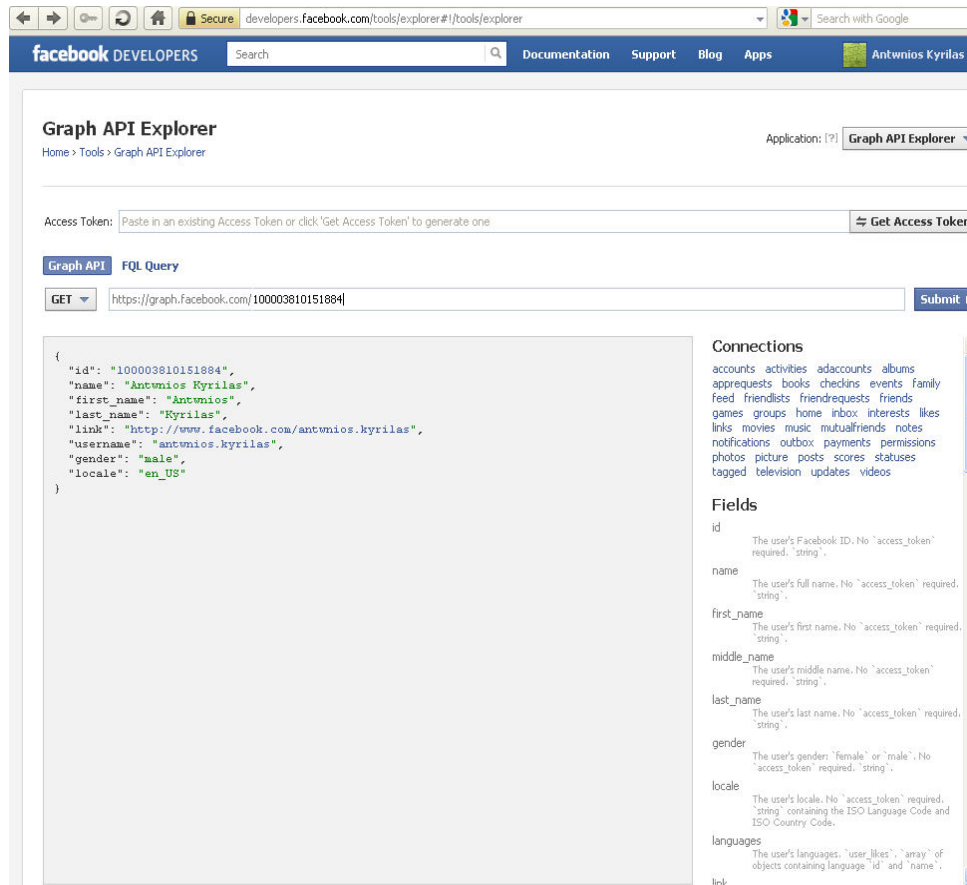 Secure developers.facebook.com/tools/explorer#!/tools/explorer Search with Google
facebook DEVELOPERS Search Documentation Support Blog Apps Antwnios Kyrilas
Graph API Explorer
Home › Tools › Graph API Explorer
Application: [?] Graph API Explorer
Access Token: Paste in an existing Access Token or click 'Get Access Token' to generate one Get Access Token
Graph API FQL Query
GET https://graph.facebook.com/100003810151884 Submit
{
"id": "100003810151884",
"name": "Antwnios Kyrilas",
"first_name": "Antwnios",
"last_name": "Kyrilas",
"link": "http://www.facebook.com/antwnios.kyrilas",
"username": "antwnios.kyrilas",
"gender": "male",
"locale": "en_US"
}
Connections
accounts activities adaccounts albums
apprequests books checkins events family
feed friendlists friendrequests friends
games groups home inbox interests likes
links movies music mutualfriends notes
notifications outbox payments permissions
photos picture posts scores statuses
tagged television updates videos
Fields
id
The user's Facebook ID. No `access_token`
required. `string`.
name
The user's full name. No `access_token` required.
`string`.
first_name
The user's first name. No `access_token` required.
`string`.
middle_name
The user's middle name. No `access_token`
required. `string`.
last_name
The user's last name. No `access_token` required.
`string`.
gender
The user's gender: `female` or `male`. No
`access_token` required. `string`.
locale
The user's locale. No `access_token` required.
`string` containing the ISO Language Code and
ISO Country Code.
languages
The user's languages. `user_likes`. `array` of
objects containing language `id` and `name`.
link